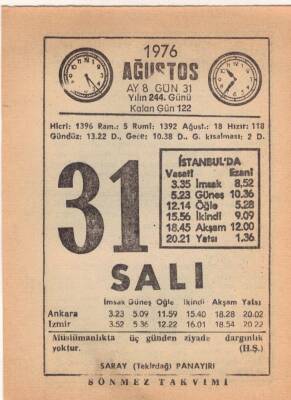 1976
AĞUSTOS
AY 8 GÜN 31
Yılın 244. Günü
Kalan Gün 122
Hicri: 1396 Ram.: 5 Rumi: 1392 Ağust.: 18 Hızır: 118
Gündüz: 13.22 D., Gece: 10.38 D., G. kısalması: 2 D.
31
İSTANBUL'DA
Vasati Ezani
3.35 İmsak 8.52
5.23 Güneş 10.36
12.14 Öğle 5.28
15.56 İkindi 9.09
18.45 Akşam 12.00
20.21 Yatsı 1.36
SALI
İmsak Güneş Öğle İkindi Akşam Yatsı
Ankara 3.23 5.09 11.59 15.40 18.28 20.02
İzmir 3.52 5.36 12.22 16.01 18.54 20.22
Müslümanlıkta üç günden ziyade dargınlık
yoktur. (H.Ş.)
SARAY (Tekirdağ) PANAYIRI
SÖNMEZ TAKVİMİ